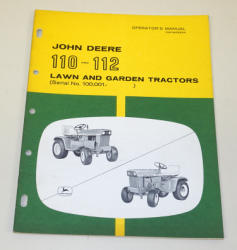 OPERATOR'S MANUAL
JOHN DEERE
110 - 112
LAWN AND GARDEN TRACTORS
(Serial No. 100,001- )